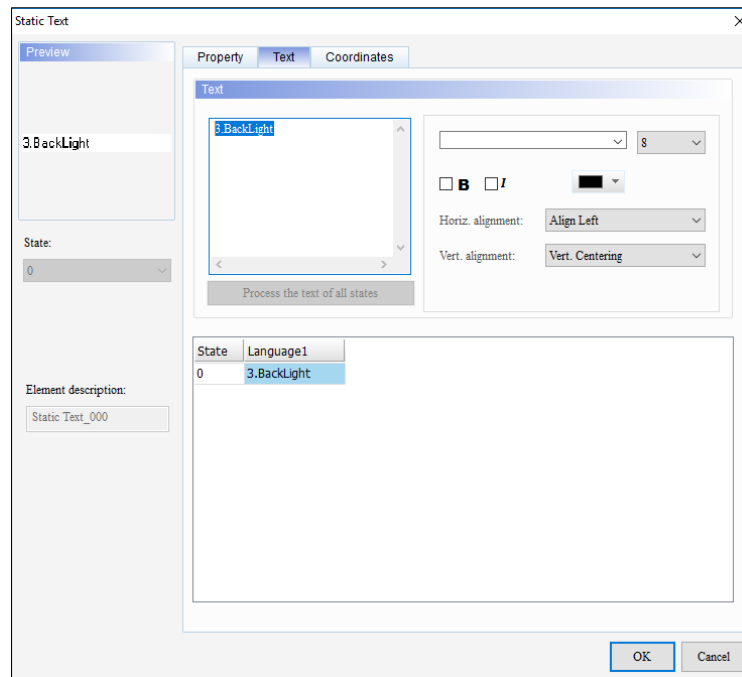 Static Text
Preview
3.BackLight
State:
0
Element description:
Static Text_000
Property Text Coordinates
Text
3.BackLight
8
B I
Horiz. alignment: Align Left
Vert. alignment: Vert. Centering
Process the text of all states
State Language1
0 3.BackLight
OK Cancel